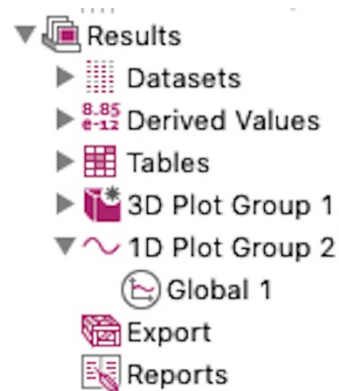 Results
Datasets
8.85
e-12 Derived Values
Tables
3D Plot Group 1
1D Plot Group 2
Global 1
Export
Reports